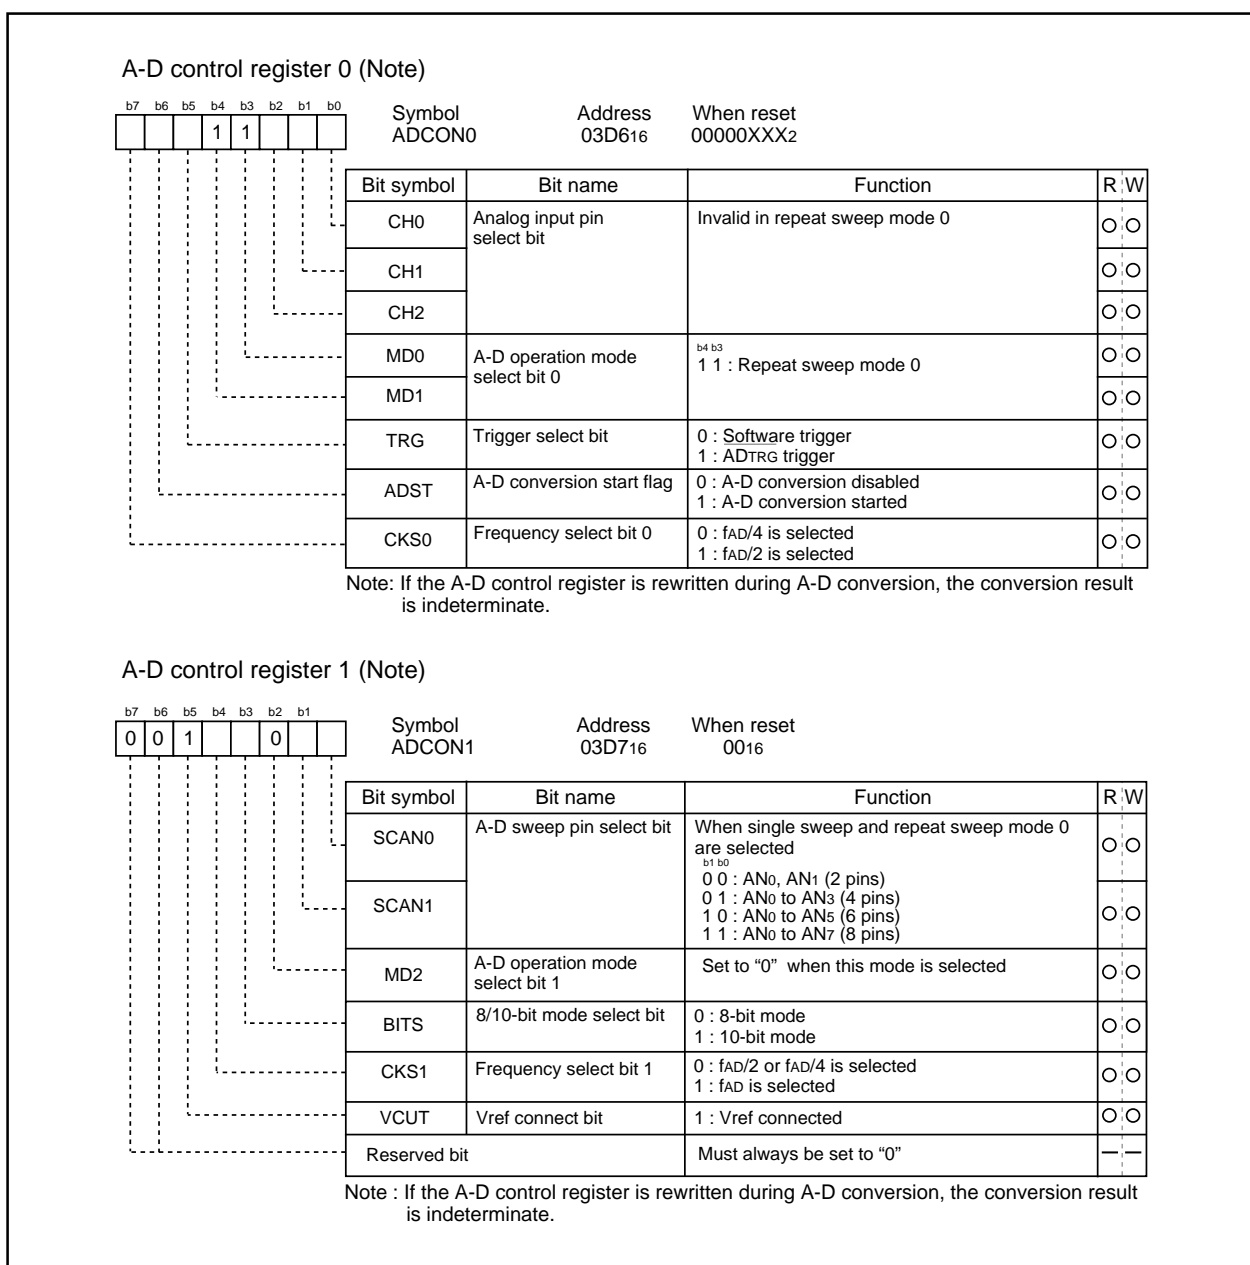 A-D control register 0 (Note)
b7 b6 b5 b4 b3 b2 b1 b0
1 1
Symbol Address When reset
ADCON0 03D616 00000XXX2
Bit symbol Bit name Function R W
CH0 Analog input pin select bit Invalid in repeat sweep mode 0
CH1
CH2
MD0 A-D operation mode select bit 0 b4 b3
1 1 : Repeat sweep mode 0
MD1
TRG Trigger select bit 0 : Software trigger
1 : ADTRG trigger
ADST A-D conversion start flag 0 : A-D conversion disabled
1 : A-D conversion started
CKS0 Frequency select bit 0 0 : fAD/4 is selected
1 : fAD/2 is selected
Note: If the A-D control register is rewritten during A-D conversion, the conversion result
is indeterminate.
A-D control register 1 (Note)
b7 b6 b5 b4 b3 b2 b1
0 0 1 0
Symbol Address When reset
ADCON1 03D716 0016
Bit symbol Bit name Function R W
SCAN0 A-D sweep pin select bit When single sweep and repeat sweep mode 0
are selected
b1 b0
0 0 : AN0, AN1 (2 pins)
0 1 : AN0 to AN3 (4 pins)
SCAN1 1 0 : AN0 to AN5 (6 pins)
1 1 : AN0 to AN7 (8 pins)
MD2 A-D operation mode select bit 1 Set to “0” when this mode is selected
BITS 8/10-bit mode select bit 0 : 8-bit mode
1 : 10-bit mode
CKS1 Frequency select bit 1 0 : fAD/2 or fAD/4 is selected
1 : fAD is selected
VCUT Vref connect bit 1 : Vref connected
Reserved bit Must always be set to “0”
Note : If the A-D control register is rewritten during A-D conversion, the conversion result
is indeterminate.